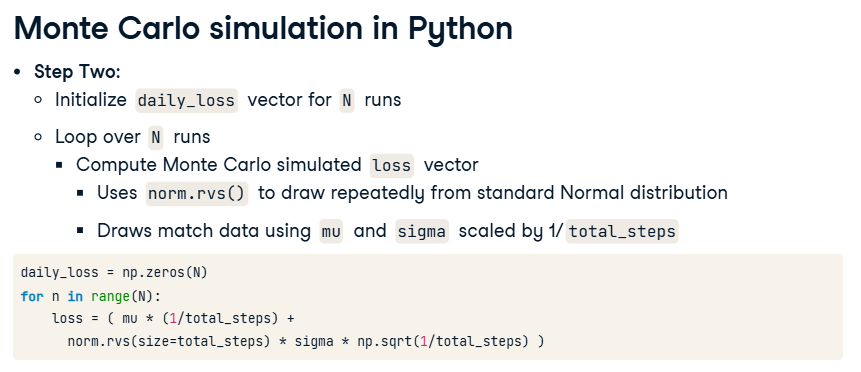 Monte Carlo simulation in Python
• Step Two:
○ Initialize daily_loss vector for N runs
○ Loop over N runs
▪ Compute Monte Carlo simulated loss vector
▪ Uses norm.rvs() to draw repeatedly from standard Normal distribution
▪ Draws match data using mu and sigma scaled by 1/total_steps
daily_loss = np.zeros(N)
for n in range(N):
    loss = ( mu * (1/total_steps) +
      norm.rvs(size=total_steps) * sigma * np.sqrt(1/total_steps) )